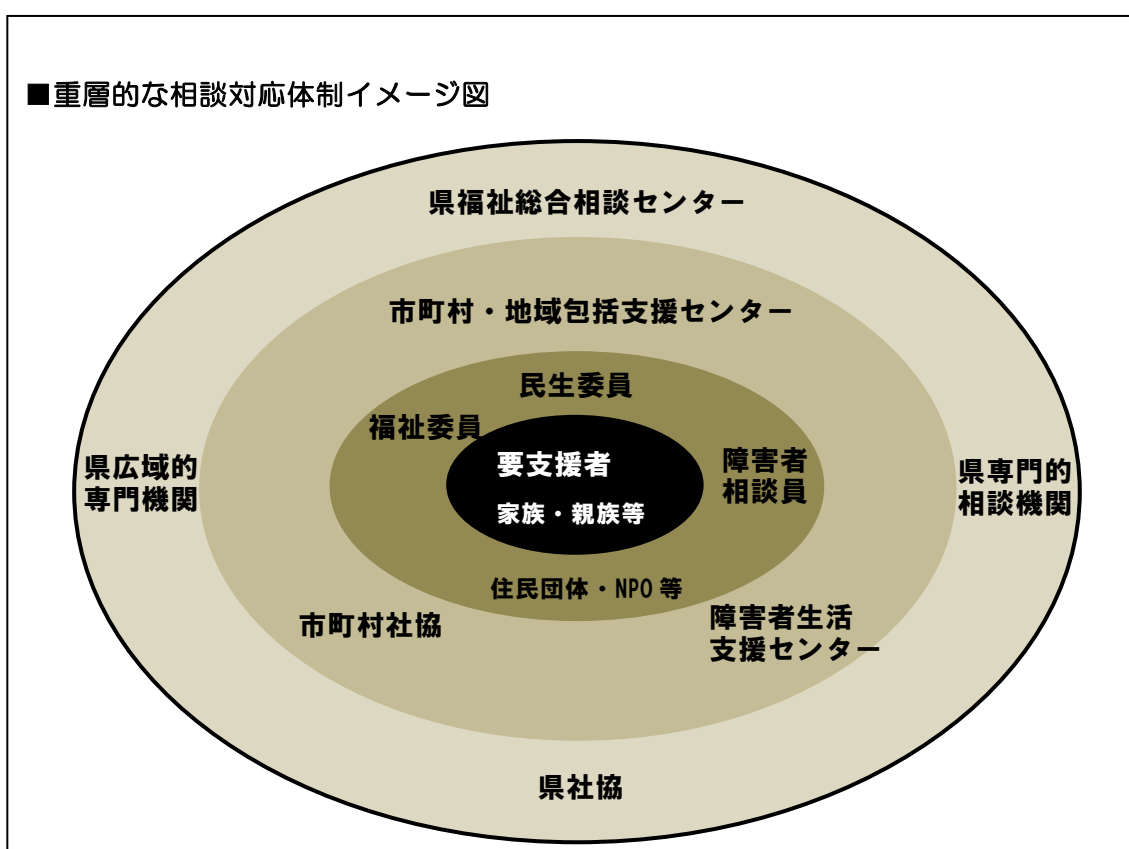 ■重層的な相談対応体制イメージ図
県福祉総合相談センター
市町村・地域包括支援センター
民生委員
福祉委員
要支援者
家族・親族等
障害者
相談員
県広域的
専門機関
県専門的
相談機関
住民団体・NPO等
市町村社協
障害者生活
支援センター
県社協